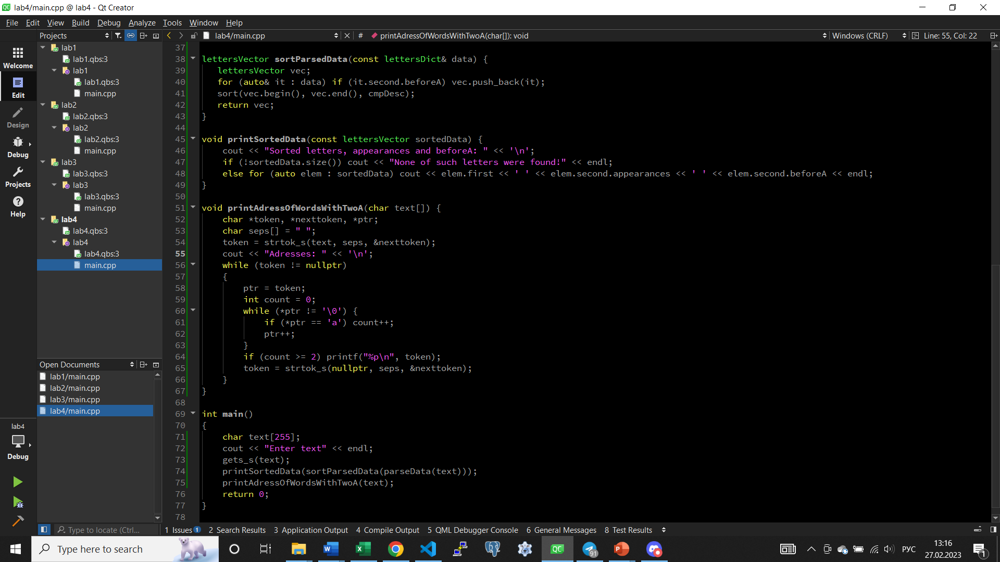 lab4/main.cpp @ lab4 - Qt Creator
File Edit View Build Debug Analyze Tools Window Help
Projects
lab4/main.cpp
#
printAdressOfWordsWithTwoA(char[]): void
Windows (CRLF)
Line: 55, Col: 22
Welcome
Edit
Design
Debug
Projects
Help
lab4
Debug
lab1
lab1.qbs:3
lab1
lab1.qbs:3
main.cpp
lab2
lab2.qbs:3
lab2
lab2.qbs:3
main.cpp
lab3
lab3.qbs:3
lab3
lab3.qbs:3
main.cpp
lab4
lab4.qbs:3
lab4
lab4.qbs:3
main.cpp
Open Documents
lab1/main.cpp
lab2/main.cpp
lab3/main.cpp
lab4/main.cpp
37
38 lettersVector sortParsedData(const lettersDict& data) {
39 lettersVector vec;
40 for (auto& it : data) if (it.second.beforeA) vec.push_back(it);
41 sort(vec.begin(), vec.end(), cmpDesc);
42 return vec;
43 }
44
45 void printSortedData(const lettersVector sortedData) {
46 cout << "Sorted letters, appearances and beforeA: " << '\n';
47 if (!sortedData.size()) cout << "None of such letters were found!" << endl;
48 else for (auto elem : sortedData) cout << elem.first << ' ' << elem.second.appearances << ' ' << elem.second.beforeA << endl;
49 }
50
51 void printAdressOfWordsWithTwoA(char text[]) {
52 char *token, *nexttoken, *ptr;
53 char seps[] = " ";
54 token = strtok_s(text, seps, &nexttoken);
55 cout << "Adresses: " << '\n';
56 while (token != nullptr)
57 {
58 ptr = token;
59 int count = 0;
60 while (*ptr != '\0') {
61 if (*ptr == 'a') count++;
62 ptr++;
63 }
64 if (count >= 2) printf("%p\n", token);
65 token = strtok_s(nullptr, seps, &nexttoken);
66 }
67 }
68
69 int main()
70 {
71 char text[255];
72 cout << "Enter text" << endl;
73 gets_s(text);
74 printSortedData(sortParsedData(parseData(text)));
75 printAdressOfWordsWithTwoA(text);
76 return 0;
77 }
78
Type to locate (Ctrl...
1 Issues 1 2 Search Results 3 Application Output 4 Compile Output 5 QML Debugger Console 6 General Messages 8 Test Results
Type here to search
W
X
QC
91
P
РУС
13:16
27.02.2023
1